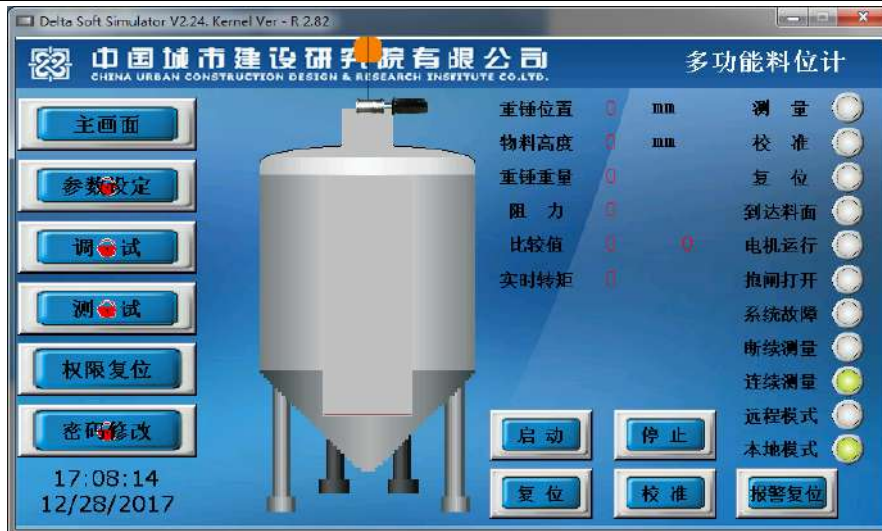 Delta Soft Simulator V2.24. Kernel Ver - R 2.82
中国城市建设研究院有限公司
CHINA URBAN CONSTRUCTION DESIGN & RESEARCH INSTITUTE CO.LTD.
多功能料位计
主画面
参数设定
调试
测试
权限复位
密码修改
17:08:14
12/28/2017
重锤位置 0 mm
物料高度 0 mm
重锤重量 0
阻 力 0
比较值 0 0
实时转矩 0
测 量
校 准
复 位
到达料面
电机运行
抱闸打开
系统故障
断续测量
连续测量
远程模式
本地模式
启 动
停 止
复 位
校 准
报警复位